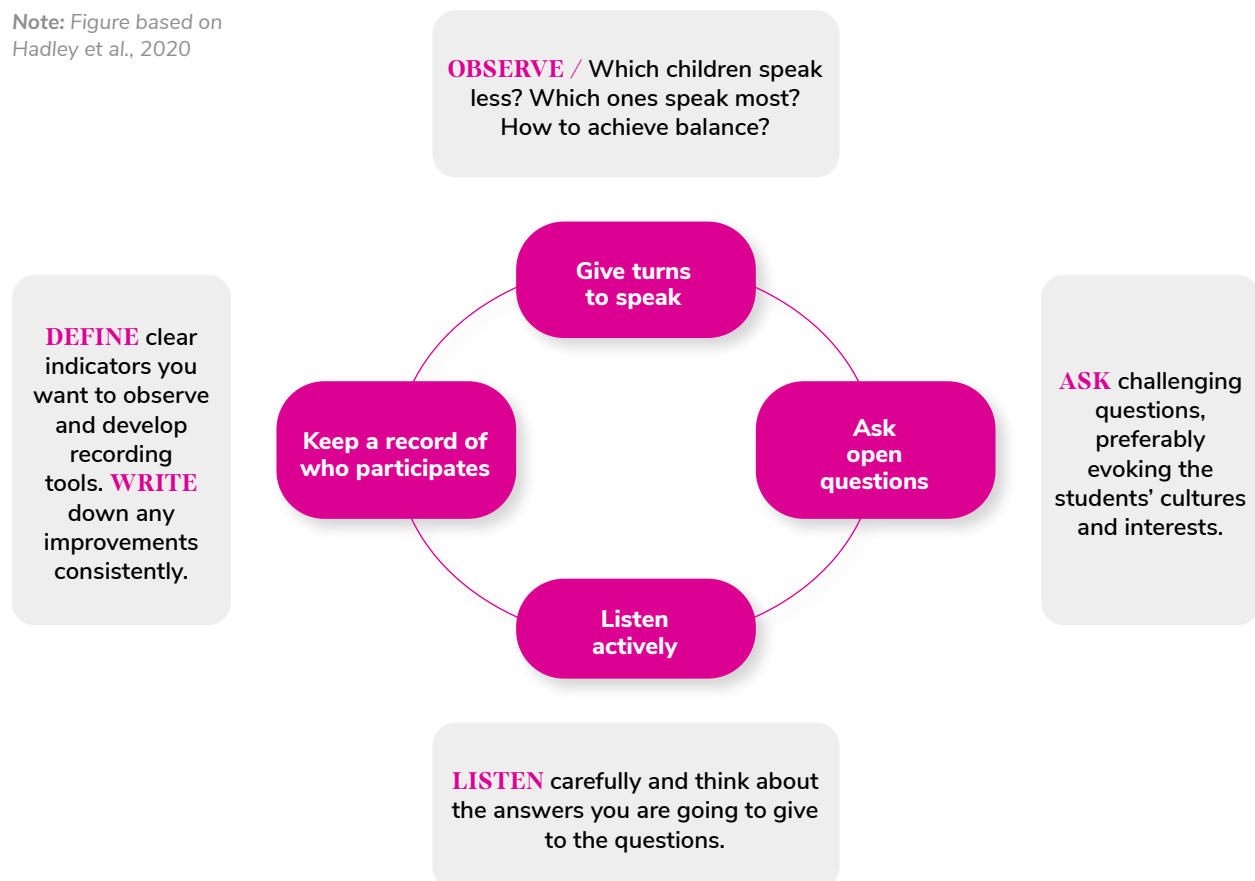 Note: Figure based on
Hadley et al., 2020
OBSERVE / Which children speak
less? Which ones speak most?
How to achieve balance?
Give turns
to speak
DEFINE clear
indicators you
want to observe
and develop
recording
tools. WRITE
down any
improvements
consistently.
Keep a record of
who participates
Ask
open
questions
ASK challenging
questions,
preferably
evoking the
students’ cultures
and interests.
Listen
actively
LISTEN carefully and think about
the answers you are going to give
to the questions.